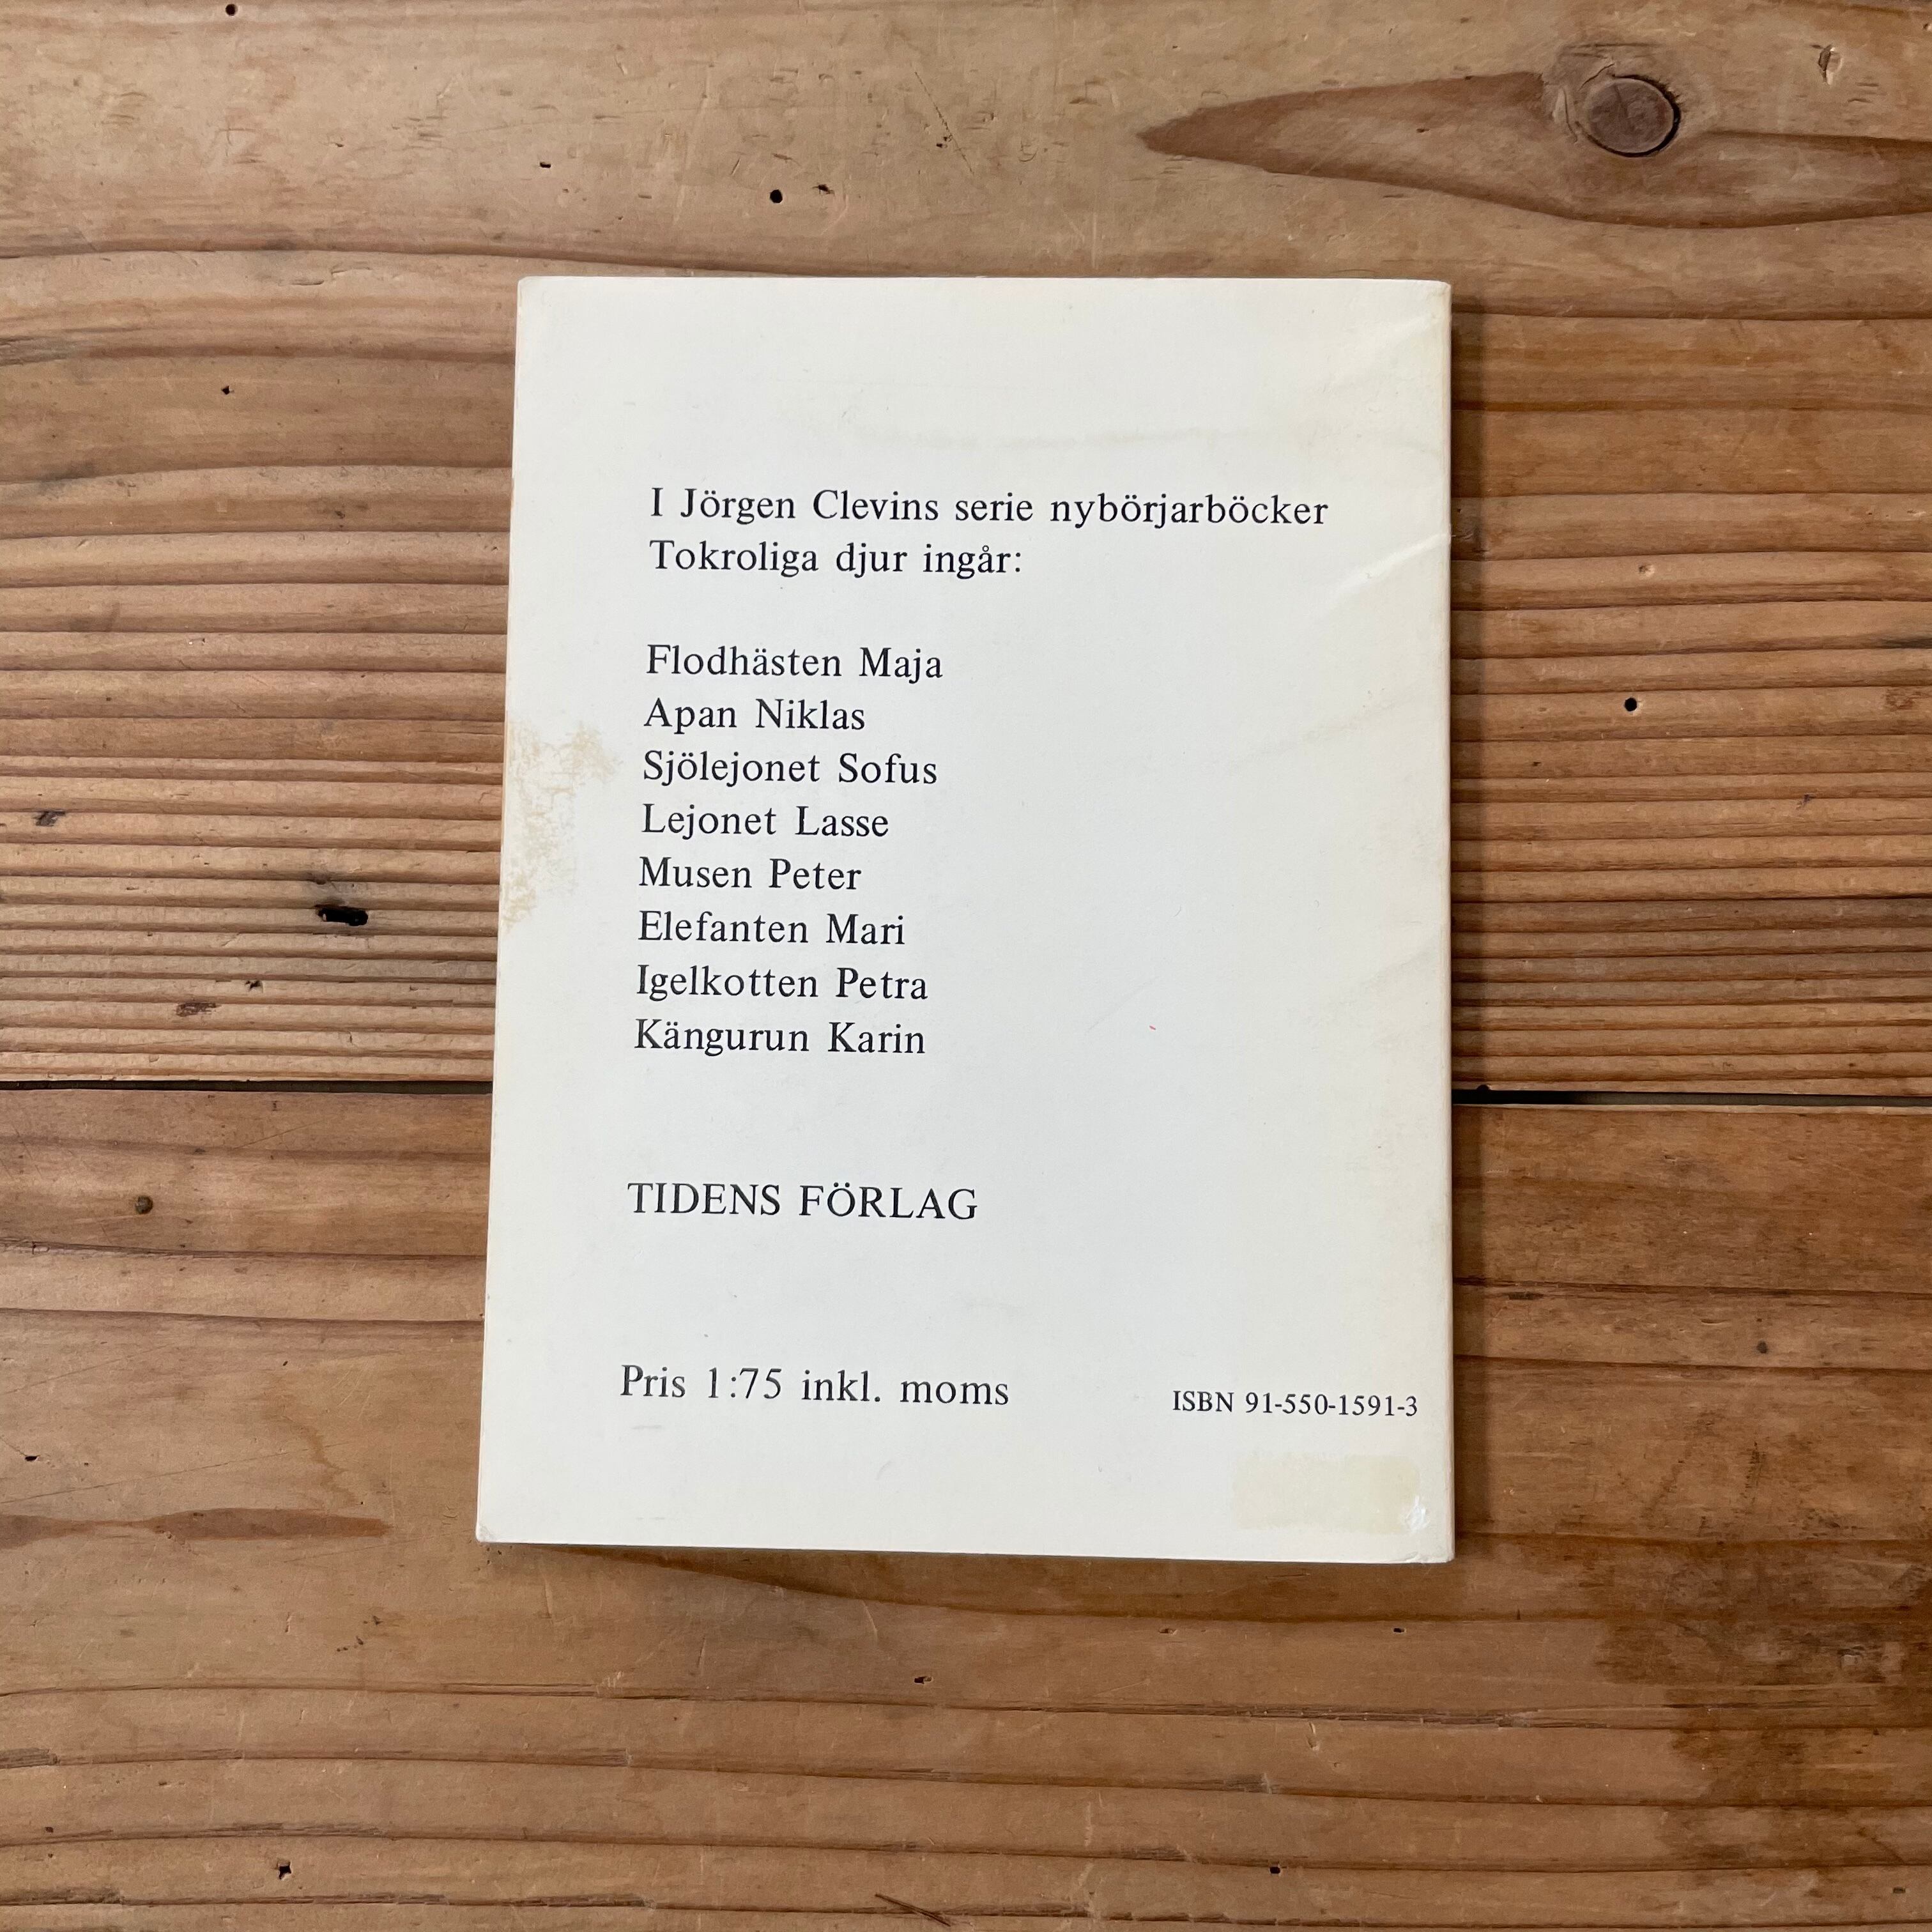 I Jörgen Clevins serie nybörjarböcker
Tokroliga djur ingår:
Flodhästen Maja
Apan Niklas
Sjölejonet Sofus
Lejonet Lasse
Musen Peter
Elefanten Mari
Igelkotten Petra
Kängurun Karin
TIDENS FÖRLAG
Pris 1:75 inkl. moms
ISBN 91-550-1591-3